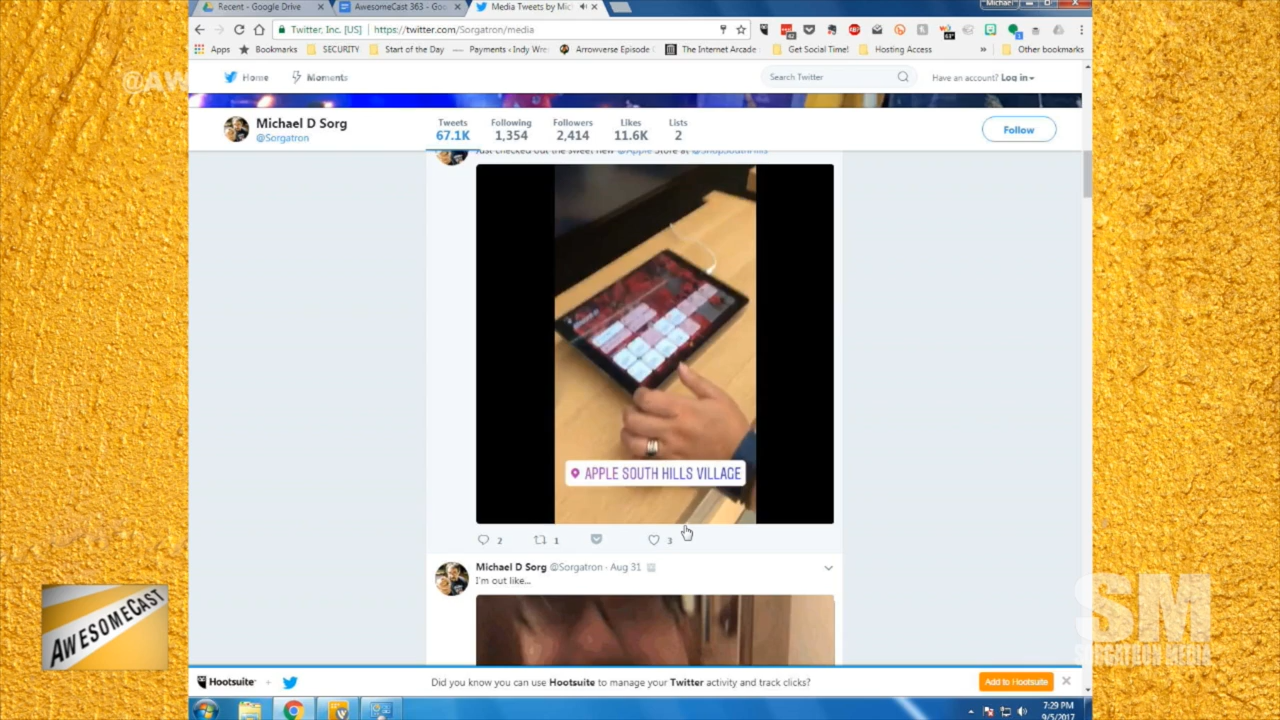 Recent - Google Drive
AwesomeCast 363 - Goo
Media Tweets by Mic
Michael
Twitter, Inc. [US]
https://twitter.com/Sorgatron/media
Apps
Bookmarks
SECURITY
Start of the Day
Payments ‹ Indy Wre
Arrowverse Episode
The Internet Arcade
Get Social Time!
Hosting Access
»
Other bookmarks
@AW
Home
Moments
Search Twitter
Have an account? Log in
Michael D Sorg
@Sorgatron
Tweets
67.1K
Following
1,354
Followers
2,414
Likes
11.6K
Lists
2
Follow
Just checked out the sweet new @Apple Store at @ShopSouthHills
APPLE SOUTH HILLS VILLAGE
2
1
3
Michael D Sorg @Sorgatron · Aug 31
I'm out like...
AWESOMECAST
SM
SORGATRON MEDIA
Hootsuite
Did you know you can use Hootsuite to manage your Twitter activity and track clicks?
Add to Hootsuite
7:29 PM
9/5/2017